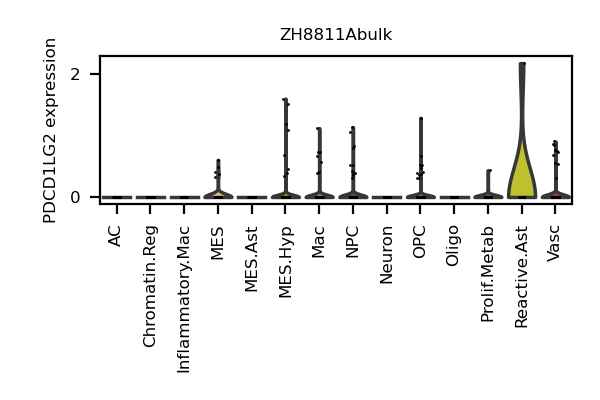 ZH8811Abulk
PDCD1LG2 expression
2
0
AC
Chromatin.Reg
Inflammatory.Mac
MES
MES.Ast
MES.Hyp
Mac
NPC
Neuron
OPC
Oligo
Prolif.Metab
Reactive.Ast
Vasc